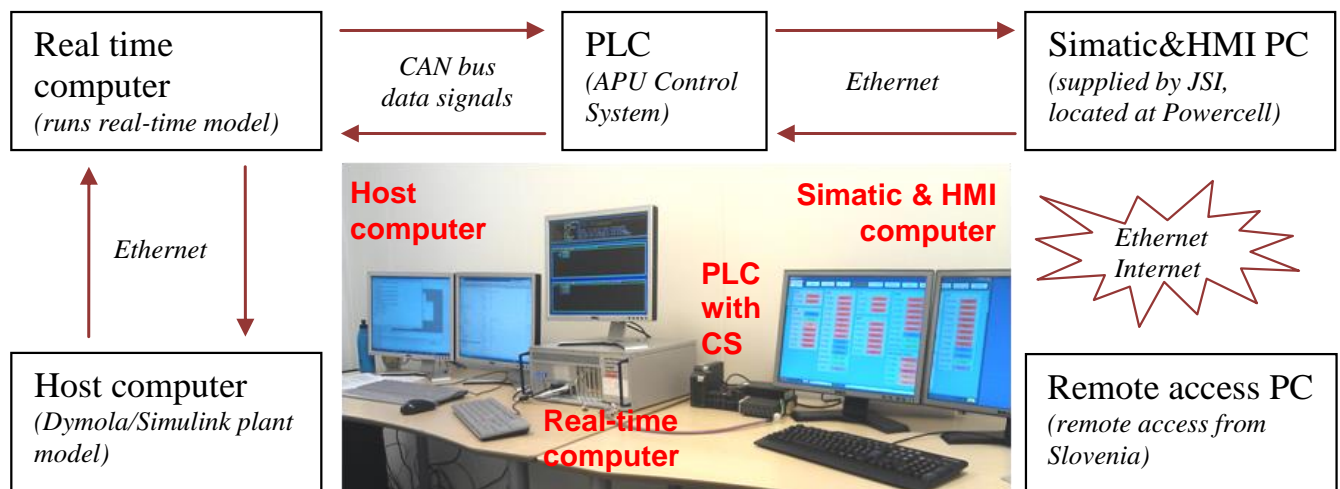 Real time
computer
(runs real-time model)
CAN bus
data signals
PLC
(APU Control
System)
Ethernet
Simatic&HMI PC
(supplied by JSI,
located at Powercell)
Ethernet
Host computer
(Dymola/Simulink plant
model)
Host
computer
Simatic & HMI
computer
PLC
with
CS
Real-time
computer
Ethernet
Internet
Remote access PC
(remote access from
Slovenia)